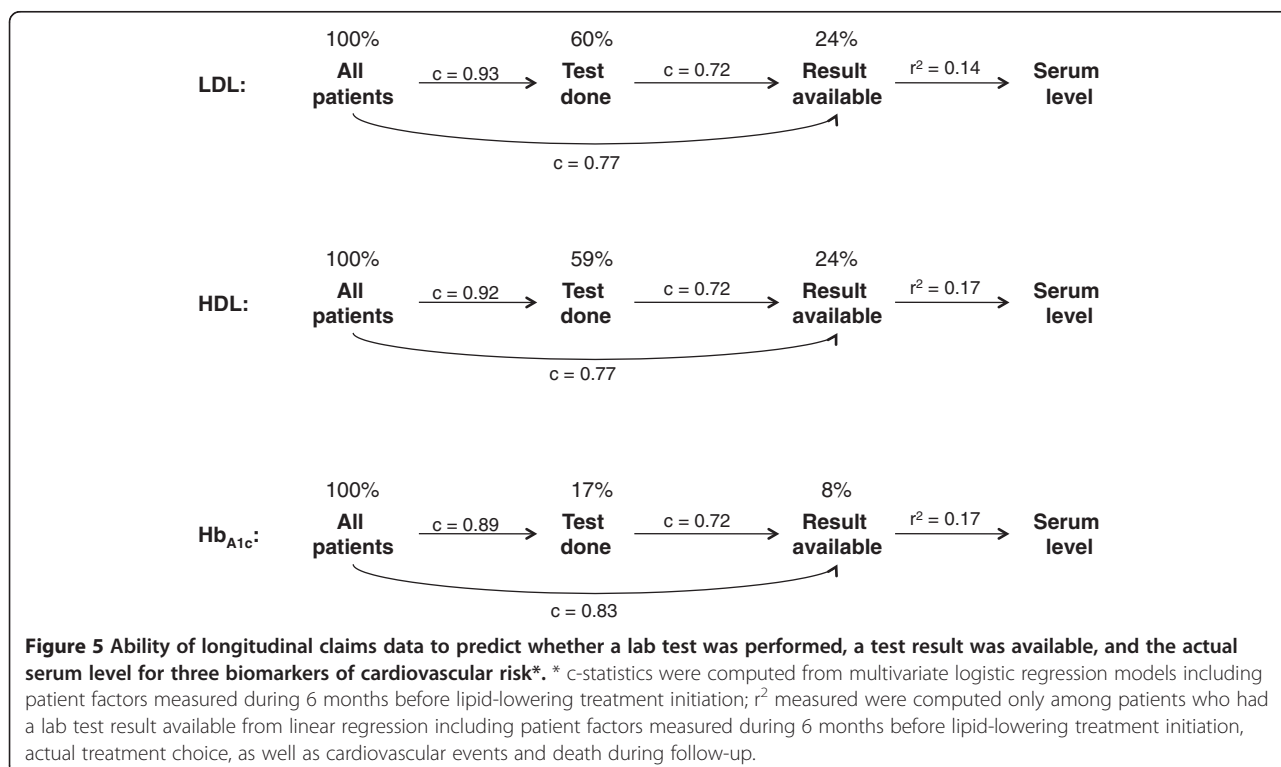 100% 60% 24%
LDL: All patients c = 0.93 Test done c = 0.72 Result available r² = 0.14 Serum level
c = 0.77
100% 59% 24%
HDL: All patients c = 0.92 Test done c = 0.72 Result available r² = 0.17 Serum level
c = 0.77
100% 17% 8%
HbA1c: All patients c = 0.89 Test done c = 0.72 Result available r² = 0.17 Serum level
c = 0.83
Figure 5 Ability of longitudinal claims data to predict whether a lab test was performed, a test result was available, and the actual
serum level for three biomarkers of cardiovascular risk*. * c-statistics were computed from multivariate logistic regression models including
patient factors measured during 6 months before lipid-lowering treatment initiation; r² measured were computed only among patients who had
a lab test result available from linear regression including patient factors measured during 6 months before lipid-lowering treatment initiation,
actual treatment choice, as well as cardiovascular events and death during follow-up.